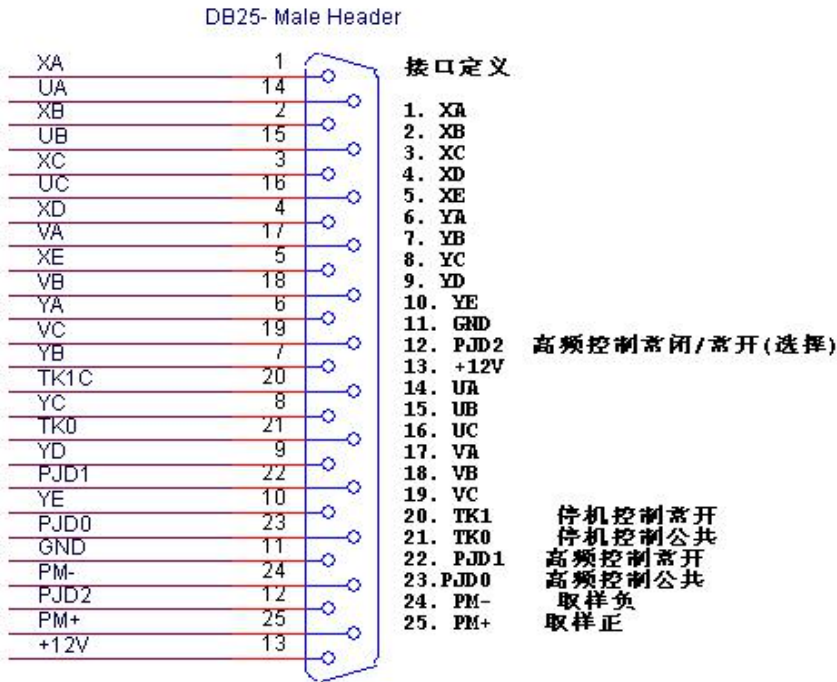 DB25- Male Header
XA 1
UA 14
XB 2
UB 15
XC 3
UC 16
XD 4
VA 17
XE 5
VB 18
YA 6
VC 19
YB 7
TK1C 20
YC 8
TK0 21
YD 9
PJD1 22
YE 10
PJD0 23
GND 11
PM- 24
PJD2 12
PM+ 25
+12V 13
接口定义
1. XA
2. XB
3. XC
4. XD
5. XE
6. YA
7. YB
8. YC
9. YD
10. YE
11. GND
12. PJD2 高频控制常闭/常开(选择)
13. +12V
14. UA
15. UB
16. UC
17. VA
18. VB
19. VC
20. TK1 停机控制常开
21. TK0 停机控制公共
22. PJD1 高频控制常开
23.PJD0 高频控制公共
24. PM- 取样负
25. PM+ 取样正